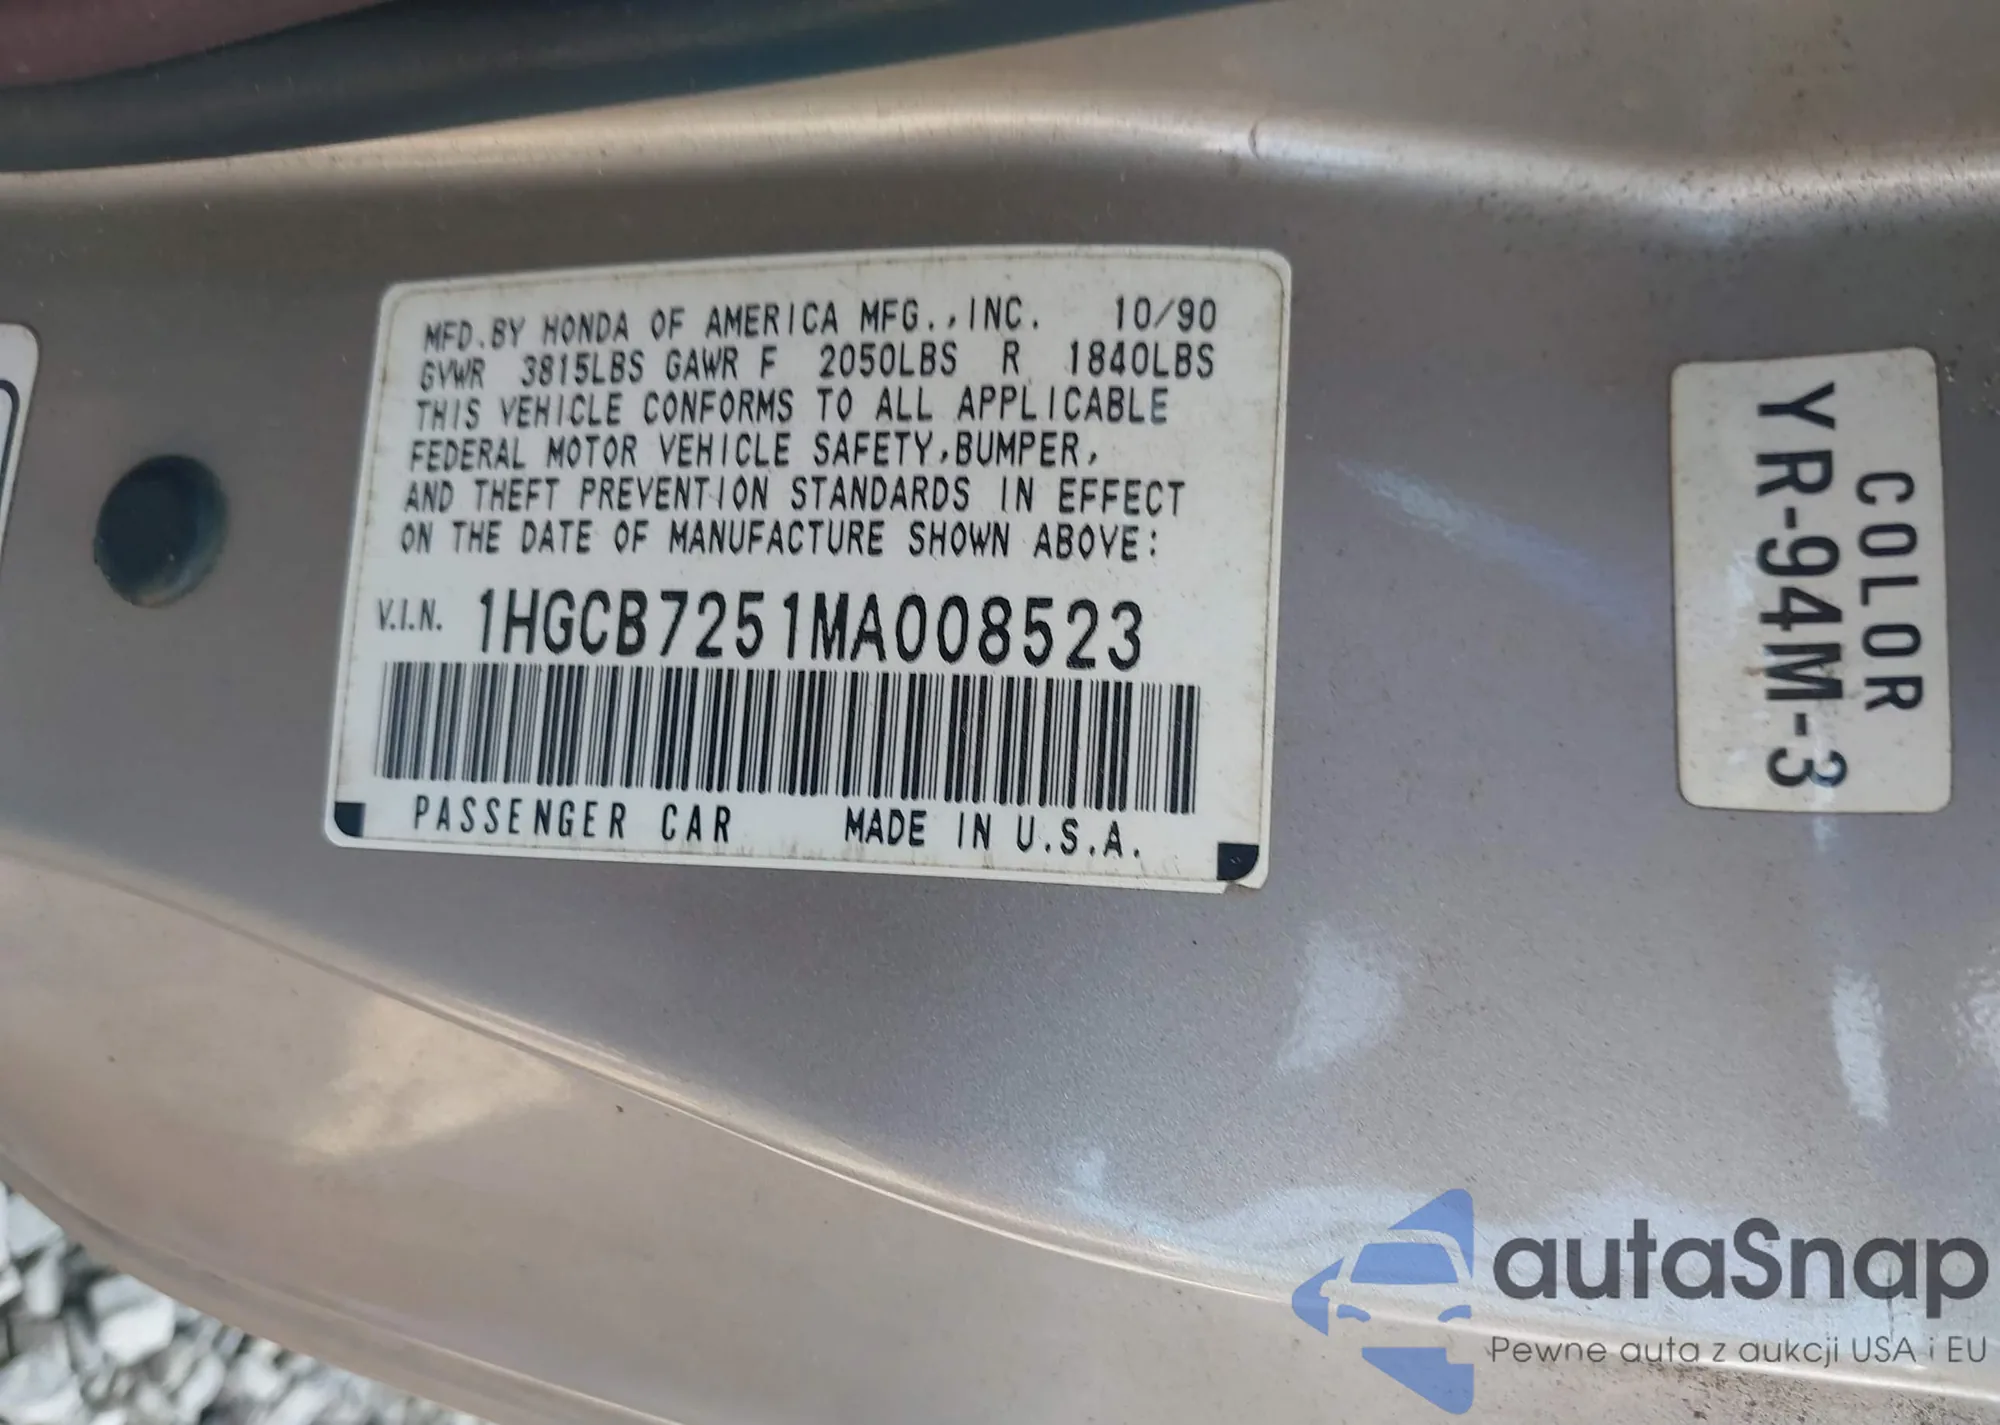 MFD.BY HONDA OF AMERICA MFG.,INC. 10/90
GVWR 3815LBS GAWR F 2050LBS R 1840LBS
THIS VEHICLE CONFORMS TO ALL APPLICABLE
FEDERAL MOTOR VEHICLE SAFETY,BUMPER,
AND THEFT PREVENTION STANDARDS IN EFFECT
ON THE DATE OF MANUFACTURE SHOWN ABOVE:
V.I.N. 1HGCB7251MA008523
PASSENGER CAR MADE IN U.S.A.
COLOR
YR-94M-3
autaSnap
Pewne auta z aukcji USA i EU